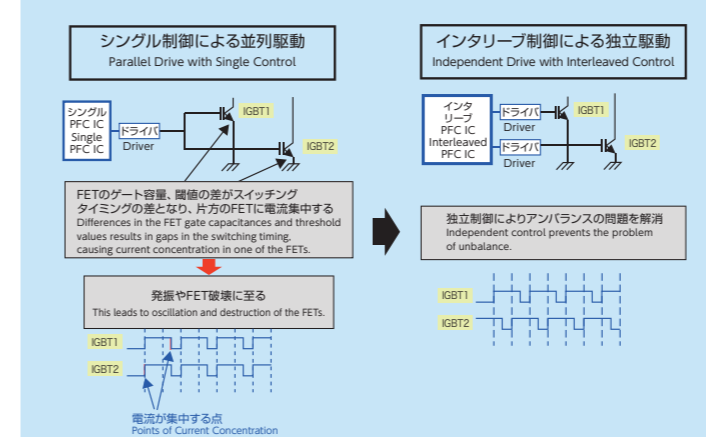 シングル制御による並列駆動
Parallel Drive with Single Control
シングル
PFC IC
Single
PFC IC
ドライバ
Driver
IGBT1
IGBT2
FETのゲート容量、閾値の差がスイッチング
タイミングの差となり、片方のFETに電流集中する
Differences in the FET gate capacitances and threshold
values results in gaps in the switching timing,
causing current concentration in one of the FETs.
発振やFET破壊に至る
This leads to oscillation and destruction of the FETs.
IGBT1
IGBT2
電流が集中する点
Points of Current Concentration
インタリーブ制御による独立駆動
Independent Drive with Interleaved Control
インタ
リーブ
PFC IC
Interleaved
PFC IC
ドライバ
Driver
ドライバ
Driver
IGBT1
IGBT2
独立制御によりアンバランスの問題を解消
Independent control prevents the problem
of unbalance.
IGBT1
IGBT2